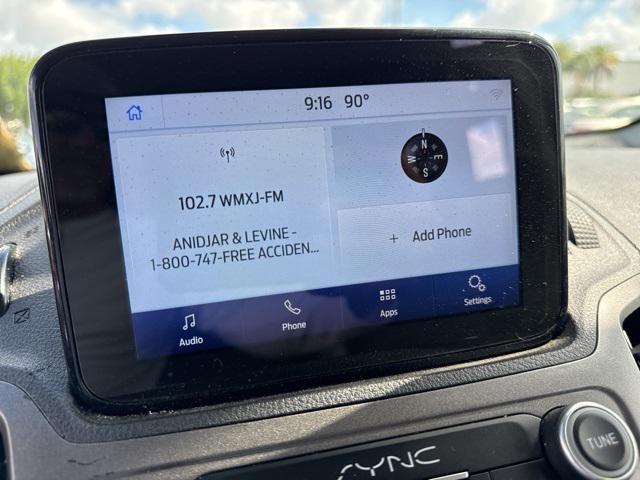 9:16 90°
102.7 WMXJ-FM
ANIDJAR & LEVINE -
1-800-747-FREE ACCIDEN...
N
W E
S
+ Add Phone
Audio
Phone
Apps
Settings
SYNC
TUNE